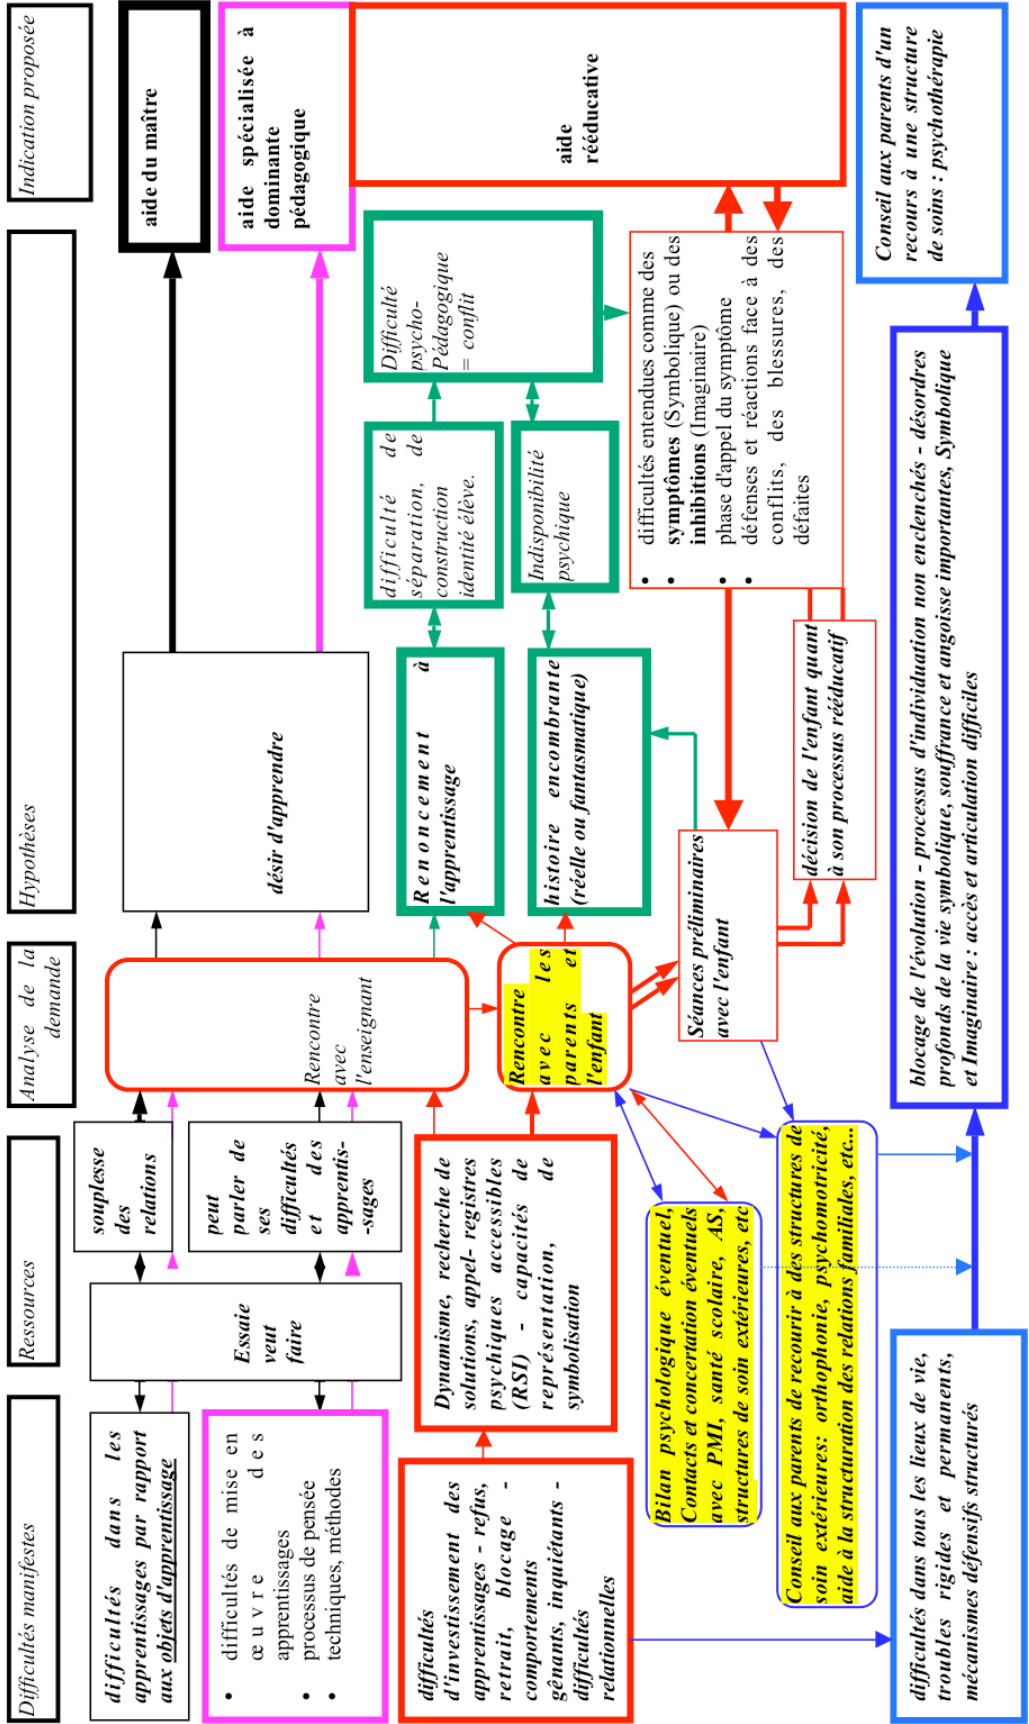 Difficultés manifestes
Ressources
Analyse de la
demande
Hypothèses
Indication proposée
difficultés dans les
apprentissages par rapport
aux objets d'apprentissage
Essaie
veut
faire
souplesse
des
relations
désir d'apprendre
aide du maître
• difficultés de mise en
œuvre des
apprentissages
• processus de pensée
• techniques, méthodes
peut
parler de
ses
difficultés
et des
apprentis-
-sages
Rencontre
avec
l'enseignant
aide spécialisée à
dominante
pédagogique
difficultés
d'investissement des
apprentissages - refus,
retrait, blocage -
comportements
gênants, inquiétants -
difficultés
relationnelles
Dynamisme, recherche de
solutions, appel- registres
psychiques accessibles
(RSI) - capacités de
représentation, de
symbolisation
Rencontre
avec les
parents et
l'enfant
Renoncement à
l'apprentissage
histoire encombrante
(réelle ou fantasmatique)
difficulté de
séparation, de
construction
identité élève.
Indisponibilité
psychique
Difficulté
psycho-
Pédagogique
= conflit
aide
rééducative
Bilan psychologique éventuel,
Contacts et concertation éventuels
avec PMI, santé scolaire, AS,
structures de soin extérieures, etc
Séances préliminaires
avec l'enfant
• difficultés entendues comme des
• symptômes (Symbolique) ou des
inhibitions (Imaginaire)
• phase d'appel du symptôme
• défenses et réactions face à des
conflits, des blessures, des
défaites
Conseil aux parents de recourir à des structures de
soin extérieures: orthophonie, psychomotricité,
aide à la structuration des relations familiales, etc...
décision de l'enfant quant
à son processus rééducatif
difficultés dans tous les lieux de vie,
troubles rigides et permanents,
mécanismes défensifs structurés
blocage de l'évolution - processus d'individuation non enclenchés - désordres
profonds de la vie symbolique, souffrance et angoisse importantes, Symbolique
et Imaginaire : accès et articulation difficiles
Conseil aux parents d'un
recours à une structure
de soins : psychothérapie